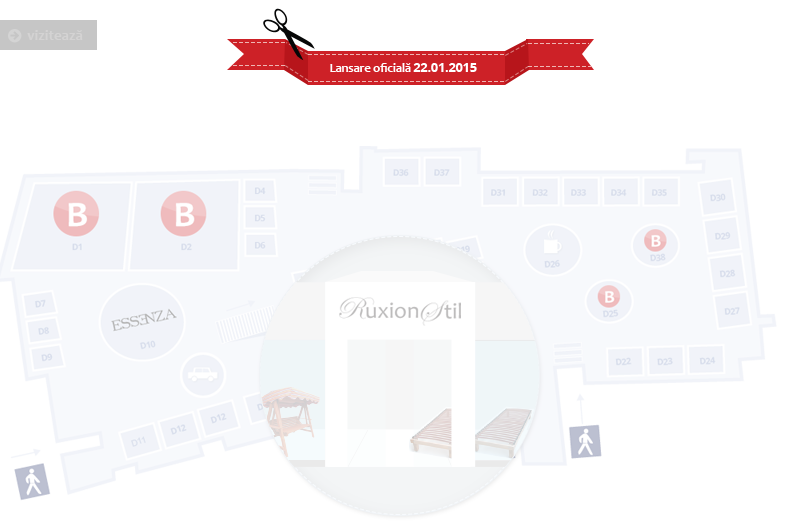 vizitează
Lansare oficială 22.01.2015
D36 D37
D31 D32 D33 D34 D35
D30
B B D4
D5
D1 D2 D6
B
D29
D26 D38
D28
B
D25
D27
D7
D8
D9
ESSENZA
D10
RuxionStil
D22 D23 D24
D11 D12 D12